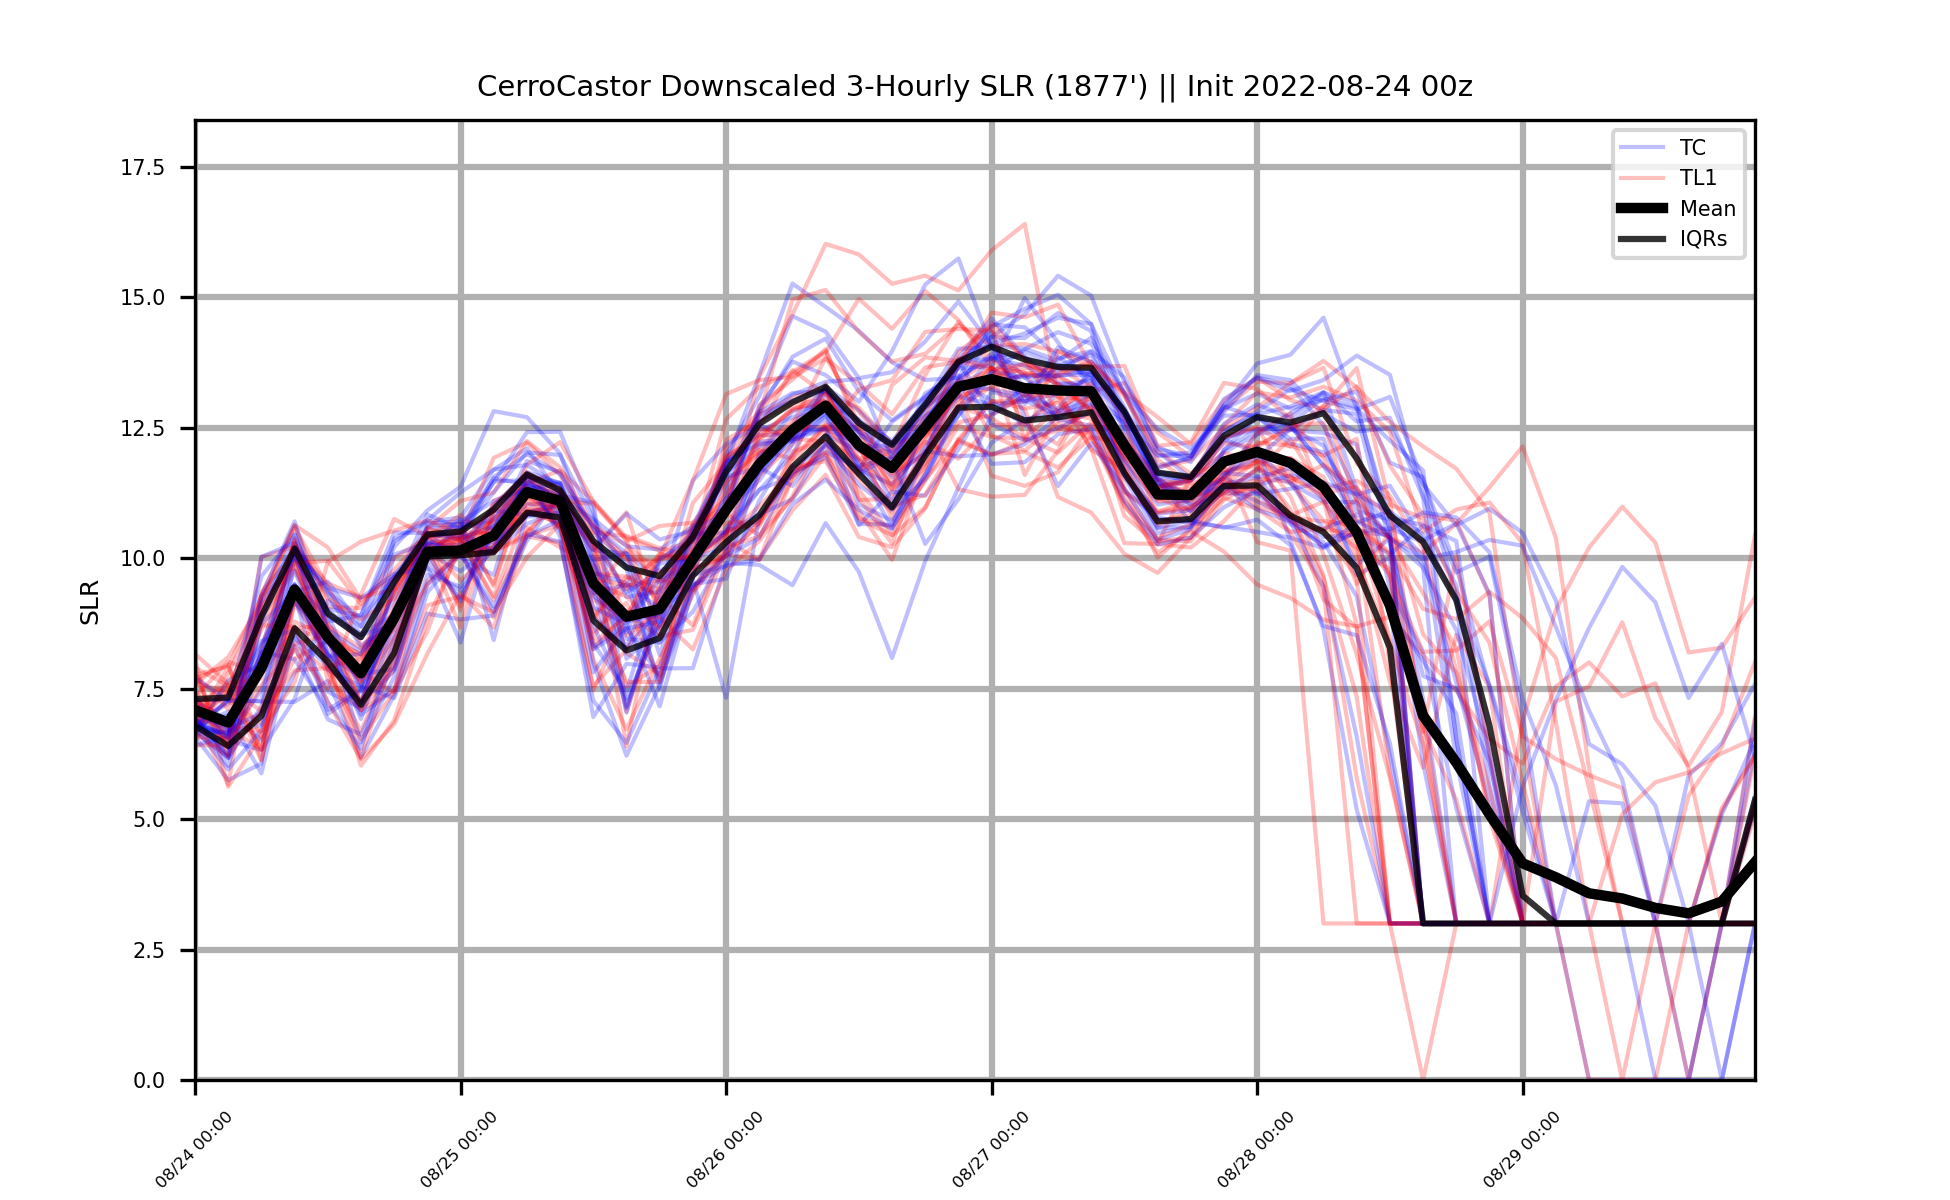 CerroCastor Downscaled 3-Hourly SLR (1877') || Init 2022-08-24 00z
TC
TL1
Mean
IQRs
SLR
17.5
15.0
12.5
10.0
7.5
5.0
2.5
0.0
08/24 00:00
08/25 00:00
08/26 00:00
08/27 00:00
08/28 00:00
08/29 00:00